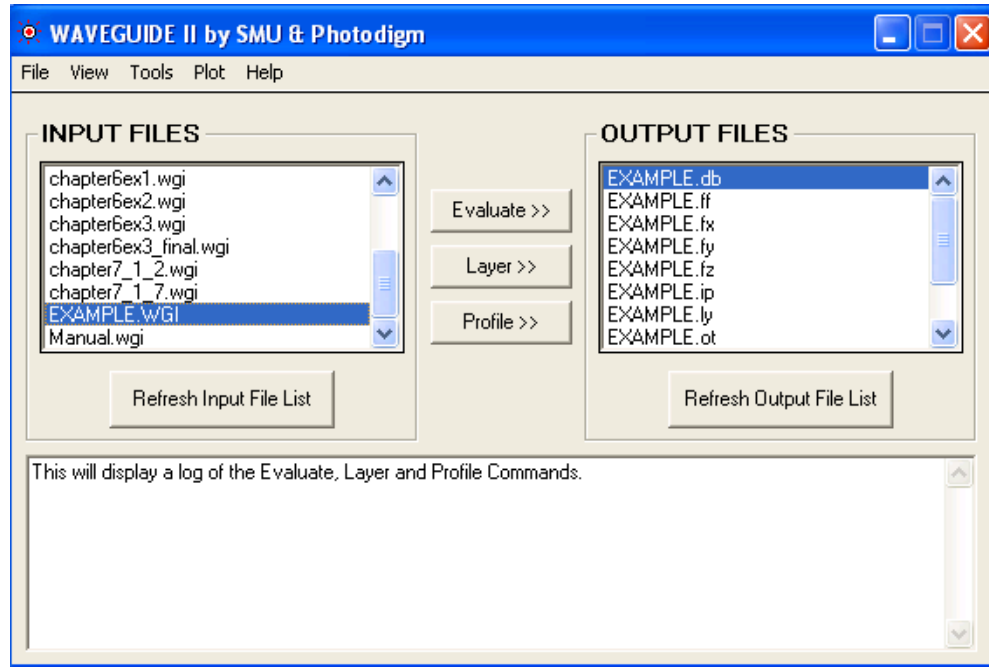 WAVEGUIDE II by SMU & Photodigm
File View Tools Plot Help
INPUT FILES
chapter6ex1.wgi
chapter6ex2.wgi
chapter6ex3.wgi
chapter6ex3_final.wgi
chapter7_1_2.wgi
chapter7_1_7.wgi
EXAMPLE.WGI
Manual.wgi
Refresh Input File List
Evaluate >>
Layer >>
Profile >>
OUTPUT FILES
EXAMPLE.db
EXAMPLE.ff
EXAMPLE.fx
EXAMPLE.fy
EXAMPLE.fz
EXAMPLE.ip
EXAMPLE.ly
EXAMPLE.ot
Refresh Output File List
This will display a log of the Evaluate, Layer and Profile Commands.